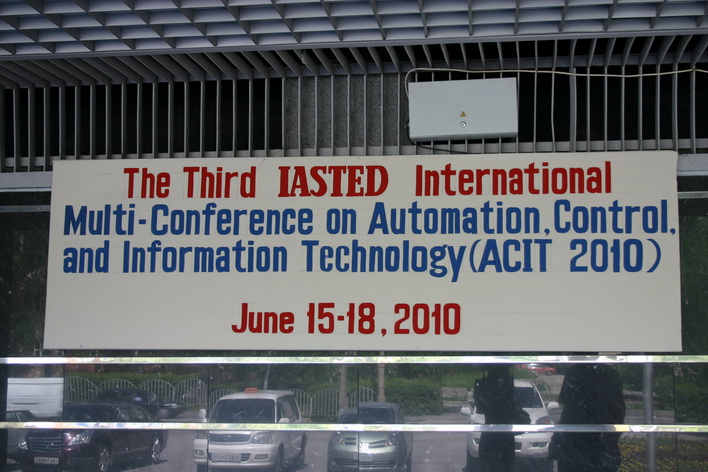 The Third IASTED International
Multi-Conference on Automation, Control,
and Information Technology (ACIT 2010)
June 15-18, 2010